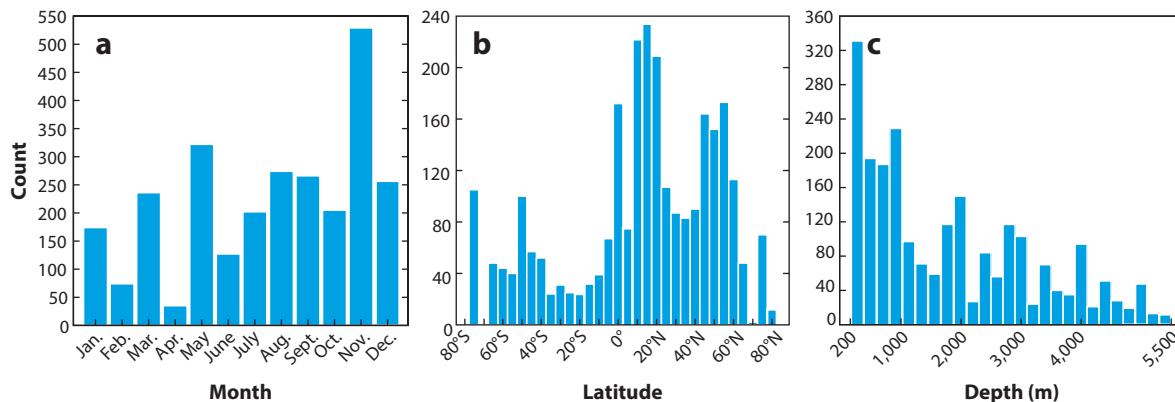 a
Count
550
500
450
400
350
300
250
200
150
100
50
0
Jan.
Feb.
Mar.
Apr.
May
June
July
Aug.
Sept.
Oct.
Nov.
Dec.
Month
b
240
200
160
120
80
40
0
80°S
60°S
40°S
20°S
0°
20°N
40°N
60°N
80°N
Latitude
c
360
320
280
240
200
160
120
80
40
0
200
1,000
2,000
3,000
4,000
5,500
Depth (m)